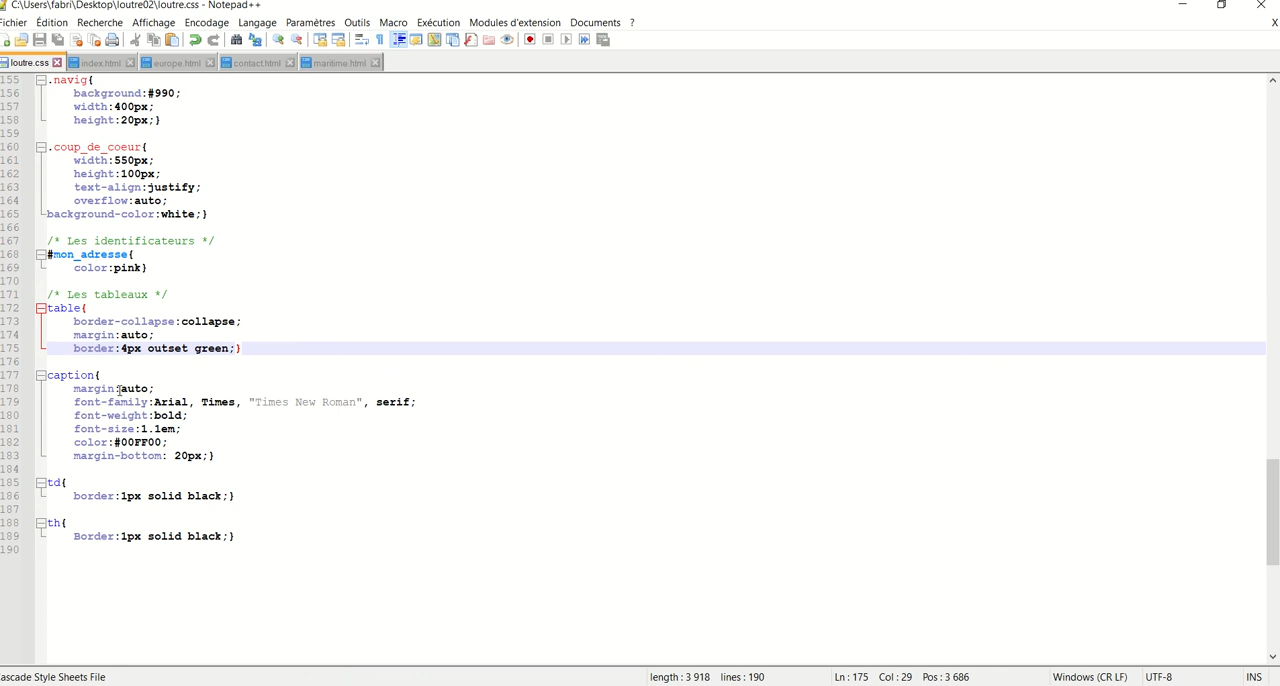 C:\Users\fabri\Desktop\loutre02\loutre.css - Notepad++
ichier Édition Recherche Affichage Encodage Langage Paramètres Outils Macro Exécution Modules d'extension Documents ? X
loutre.css index.html europe.html contact.html maritime.html
155 .navig{
156 background:#990;
157 width:400px;
158 height:20px;}
159
160 .coup_de_coeur{
161 width:550px;
162 height:100px;
163 text-align:justify;
164 overflow:auto;
165 background-color:white;}
166
167 /* Les identificateurs */
168 #mon_adresse{
169 color:pink}
170
171 /* Les tableaux */
172 table{
173 border-collapse:collapse;
174 margin:auto;
175 border:4px outset green;}
176
177 caption{
178 margin:auto;
179 font-family:Arial, Times, "Times New Roman", serif;
180 font-weight:bold;
181 font-size:1.1em;
182 color:#00FF00;
183 margin-bottom: 20px;}
184
185 td{
186 border:1px solid black;}
187
188 th{
189 Border:1px solid black;}
190
ascade Style Sheets File length : 3 918 lines : 190 Ln : 175 Col : 29 Pos : 3 686 Windows (CR LF) UTF-8 INS